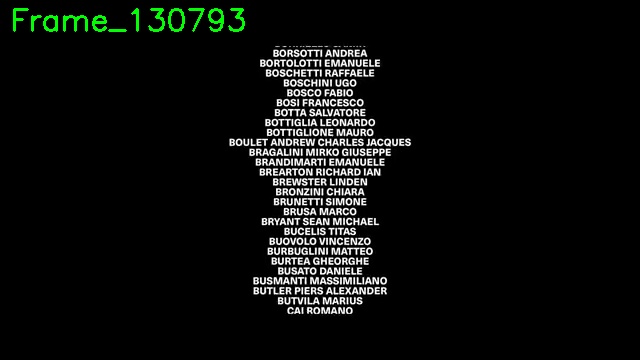 Frame_130793
BORSOTTI ANDREA
BORTOLOTTI EMANUELE
BOSCHETTI RAFFAELE
BOSCHINI UGO
BOSCO FABIO
BOSI FRANCESCO
BOTTA SALVATORE
BOTTIGLIA LEONARDO
BOTTIGLIONE MAURO
BOULET ANDREW CHARLES JACQUES
BRAGALINI MIRKO GIUSEPPE
BRANDIMARTI EMANUELE
BREARTON RICHARD IAN
BREWSTER LINDEN
BRONZINI CHIARA
BRUNETTI SIMONE
BRUSA MARCO
BRYANT SEAN MICHAEL
BUCELIS TITAS
BUOVOLO VINCENZO
BURBUGLINI MATTEO
BURTEA GHEORGHE
BUSATO DANIELE
BUSMANTI MASSIMILIANO
BUTLER PIERS ALEXANDER
BUTVILA MARIUS
CAI ROMANO